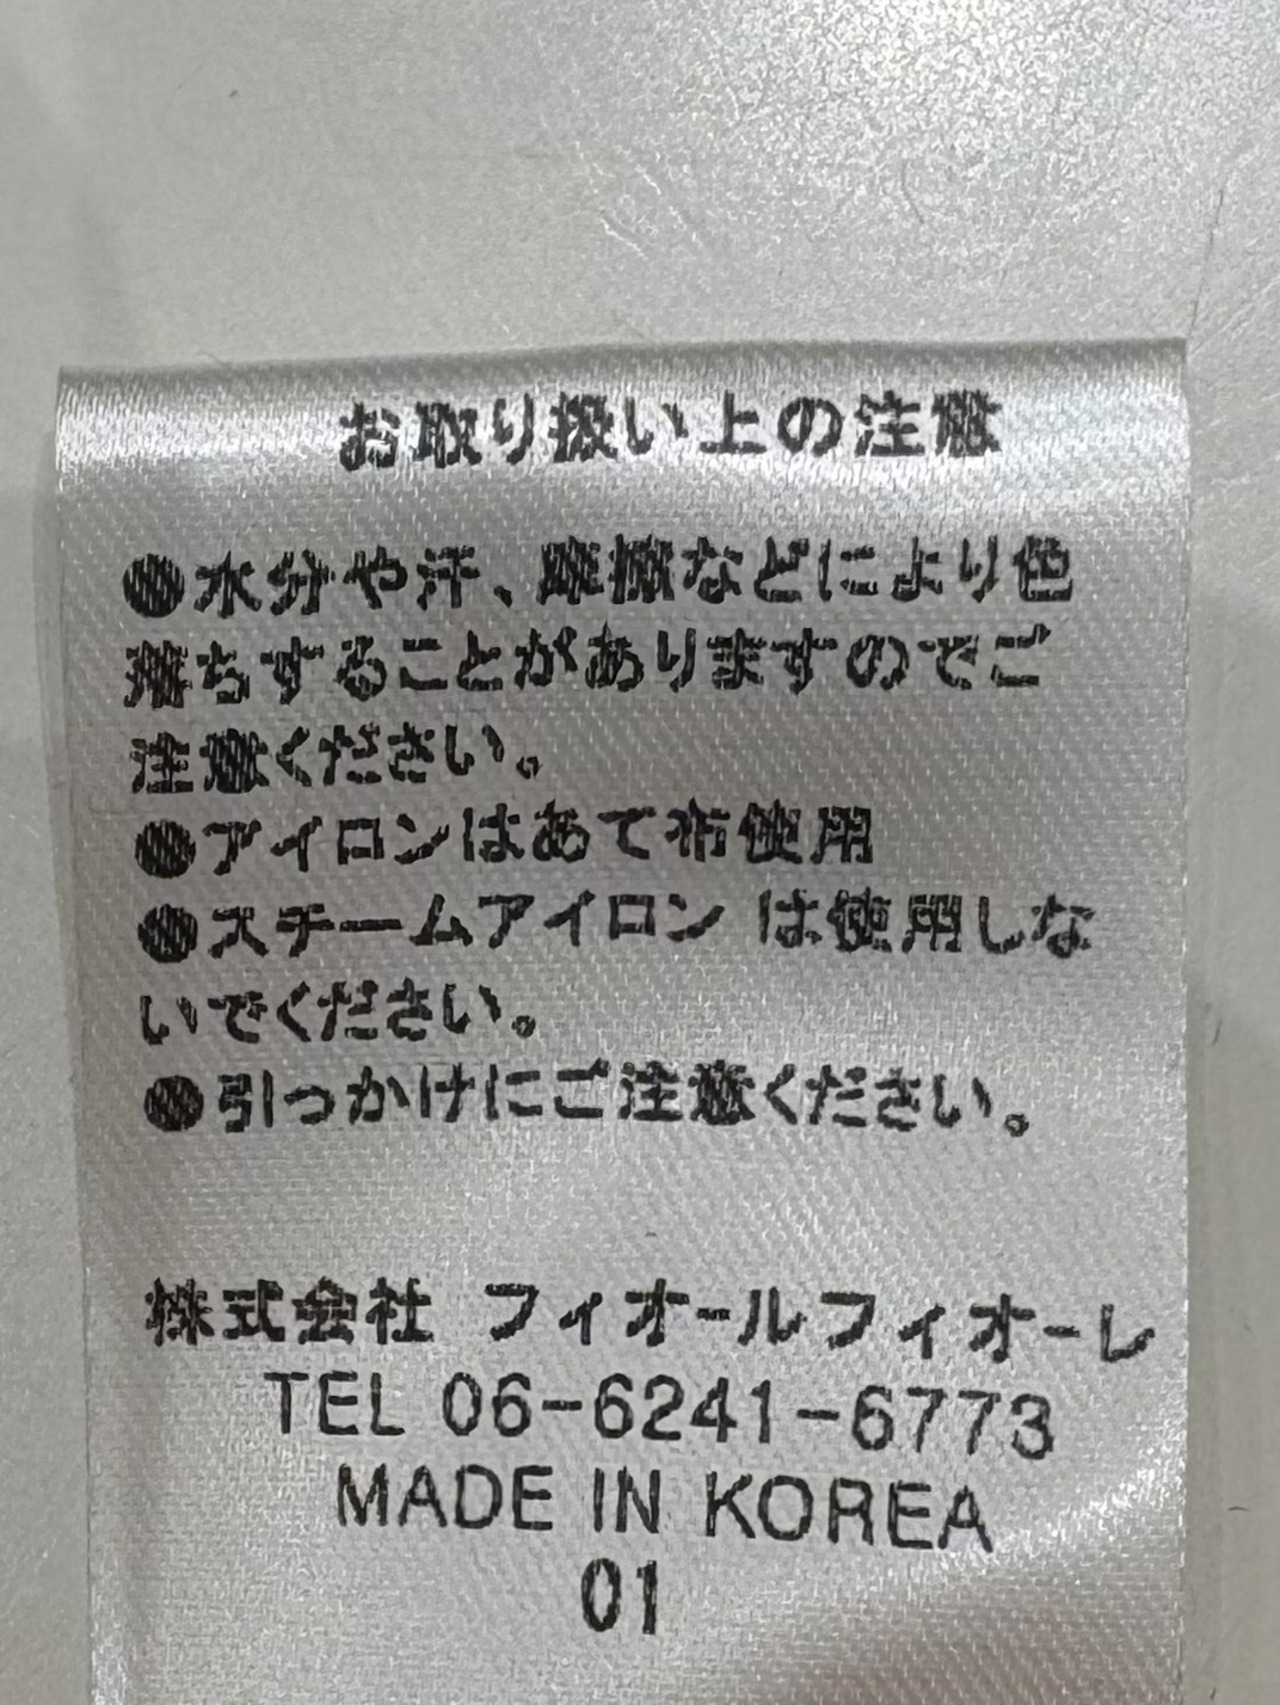 お取り扱い上の注意
●水分や汗、摩擦などにより色
落ちすることがありますのでご
注意ください。
●アイロンはあて布使用
●スチームアイロン は使用しな
いでください。
●引っかけにご注意ください。
株式会社 フィオールフィオーレ
TEL 06-6241-6773
MADE IN KOREA
01